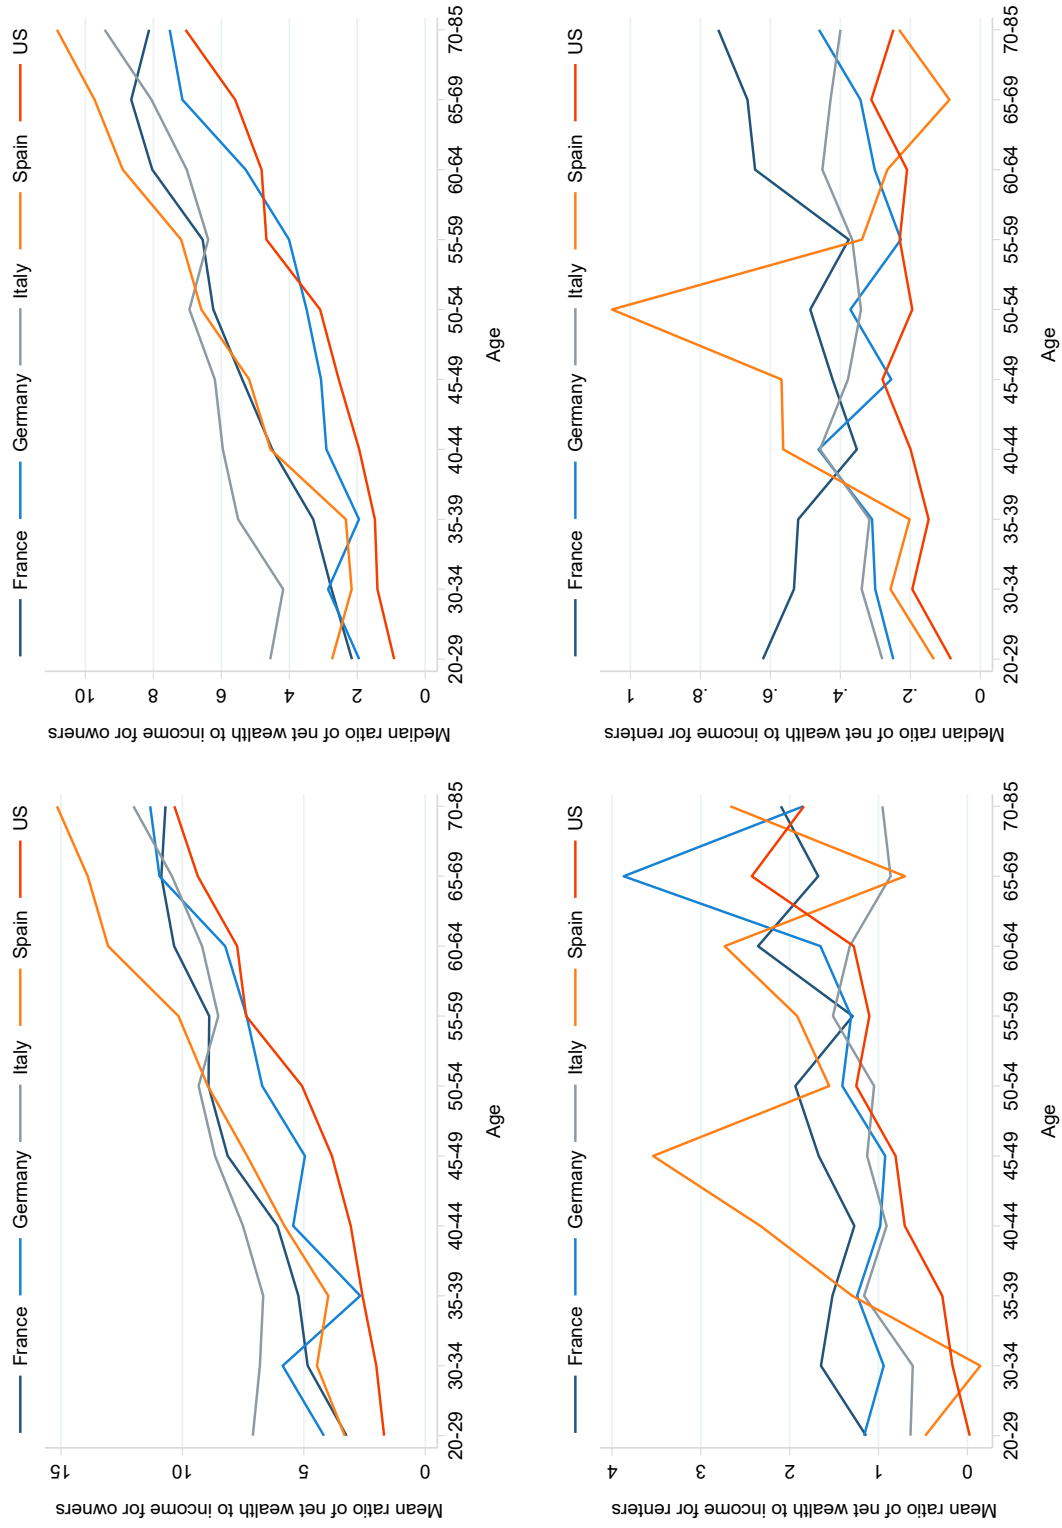 France Germany Italy Spain US
Mean ratio of net wealth to income for owners
15
10
5
0
20-29 30-34 35-39 40-44 45-49 50-54 55-59 60-64 65-69 70-85
Age
France Germany Italy Spain US
Median ratio of net wealth to income for owners
10
8
6
4
2
0
20-29 30-34 35-39 40-44 45-49 50-54 55-59 60-64 65-69 70-85
Age
France Germany Italy Spain US
Mean ratio of net wealth to income for renters
4
3
2
1
0
20-29 30-34 35-39 40-44 45-49 50-54 55-59 60-64 65-69 70-85
Age
France Germany Italy Spain US
Median ratio of net wealth to income for renters
1
.8
.6
.4
.2
0
20-29 30-34 35-39 40-44 45-49 50-54 55-59 60-64 65-69 70-85
Age